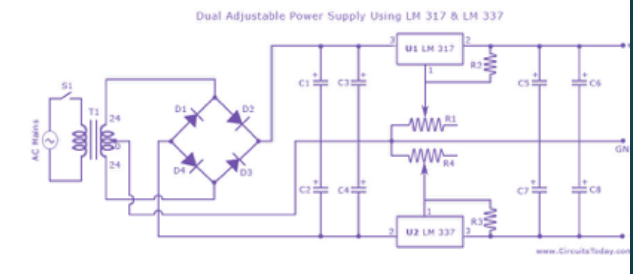 Dual Adjustable Power Supply Using LM 317 & LM 337
3 U1 LM 317 2
1
R2
S1
C1 + C3 + C5 + C6 +
T1
24
D1 D2
R1
AC Mains
0
GN
24
D4 D3
R4
C2 + C4 + C7 + C8 +
1
R3
2 U2 LM 337 3
www.CircuitsToday.com